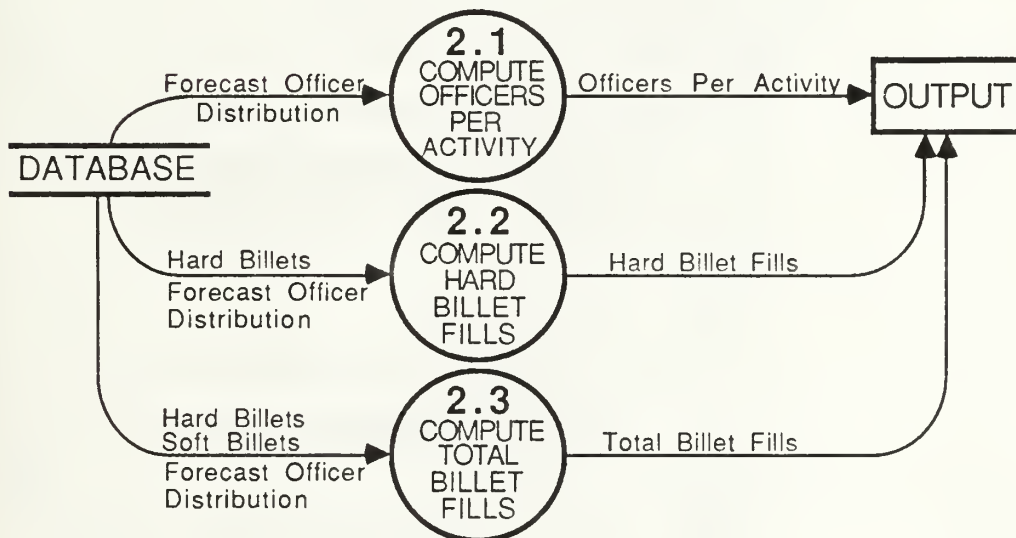 2.1
COMPUTE
OFFICERS
PER
ACTIVITY
Forecast Officer
Distribution
Officers Per Activity
OUTPUT
DATABASE
2.2
COMPUTE
HARD
BILLET
FILLS
Hard Billets
Forecast Officer
Distribution
Hard Billet Fills
2.3
COMPUTE
TOTAL
BILLET
FILLS
Hard Billets
Soft Billets
Forecast Officer
Distribution
Total Billet Fills